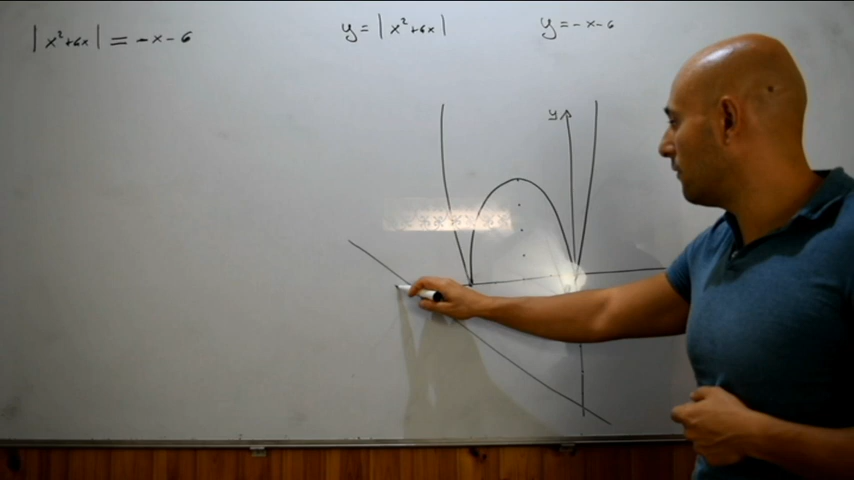 |x²+6x| = -x-6
y = |x²+6x|
y = -x-6
y